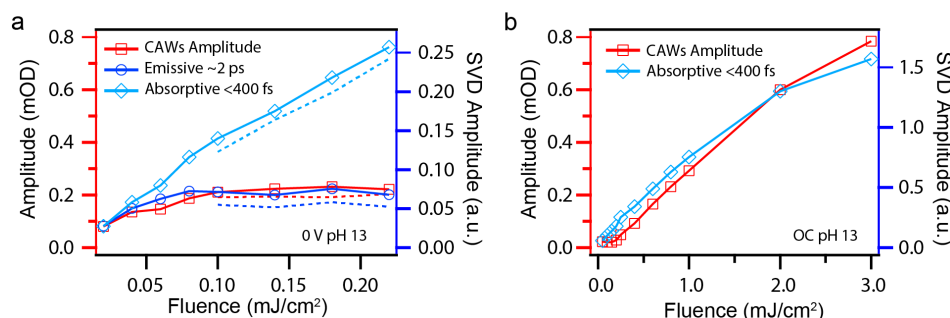 a
CAWs Amplitude
Emissive ~2 ps
Absorptive <400 fs
0.8
0.6
0.4
0.2
0.0
Amplitude (mOD)
0.25
0.20
0.15
0.10
0.05
0.00
SVD Amplitude (a.u.)
0 V pH 13
0.05
0.10
0.15
0.20
Fluence (mJ/cm²)
b
CAWs Amplitude
Absorptive <400 fs
0.8
0.6
0.4
0.2
0.0
Amplitude (mOD)
1.5
1.0
0.5
0.0
SVD Amplitude (a.u.)
OC pH 13
0.0
1.0
2.0
3.0
Fluence (mJ/cm²)